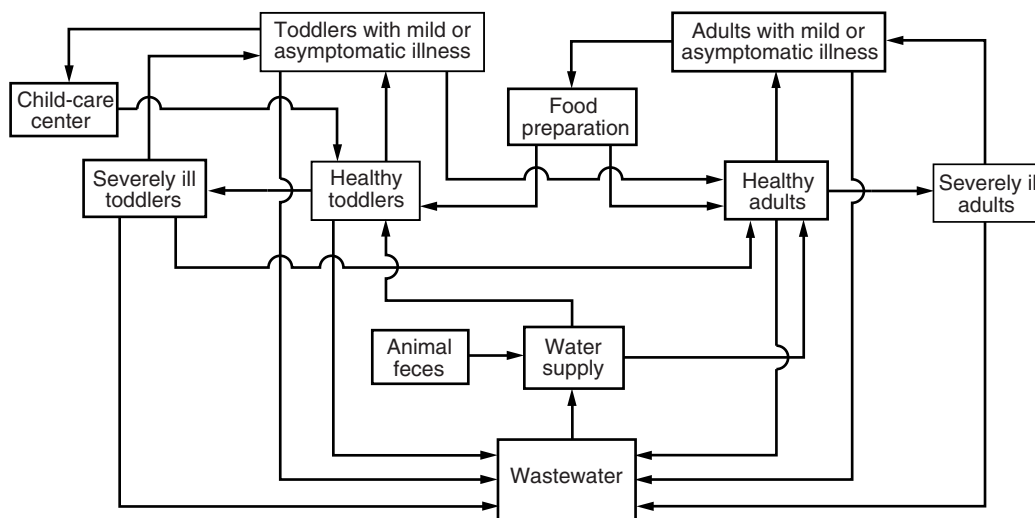 Toddlers with mild or
asymptomatic illness
Adults with mild or
asymptomatic illness
Child-care
center
Food
preparation
Severely ill
toddlers
Healthy
toddlers
Healthy
adults
Severely ill
adults
Animal
feces
Water
supply
Wastewater